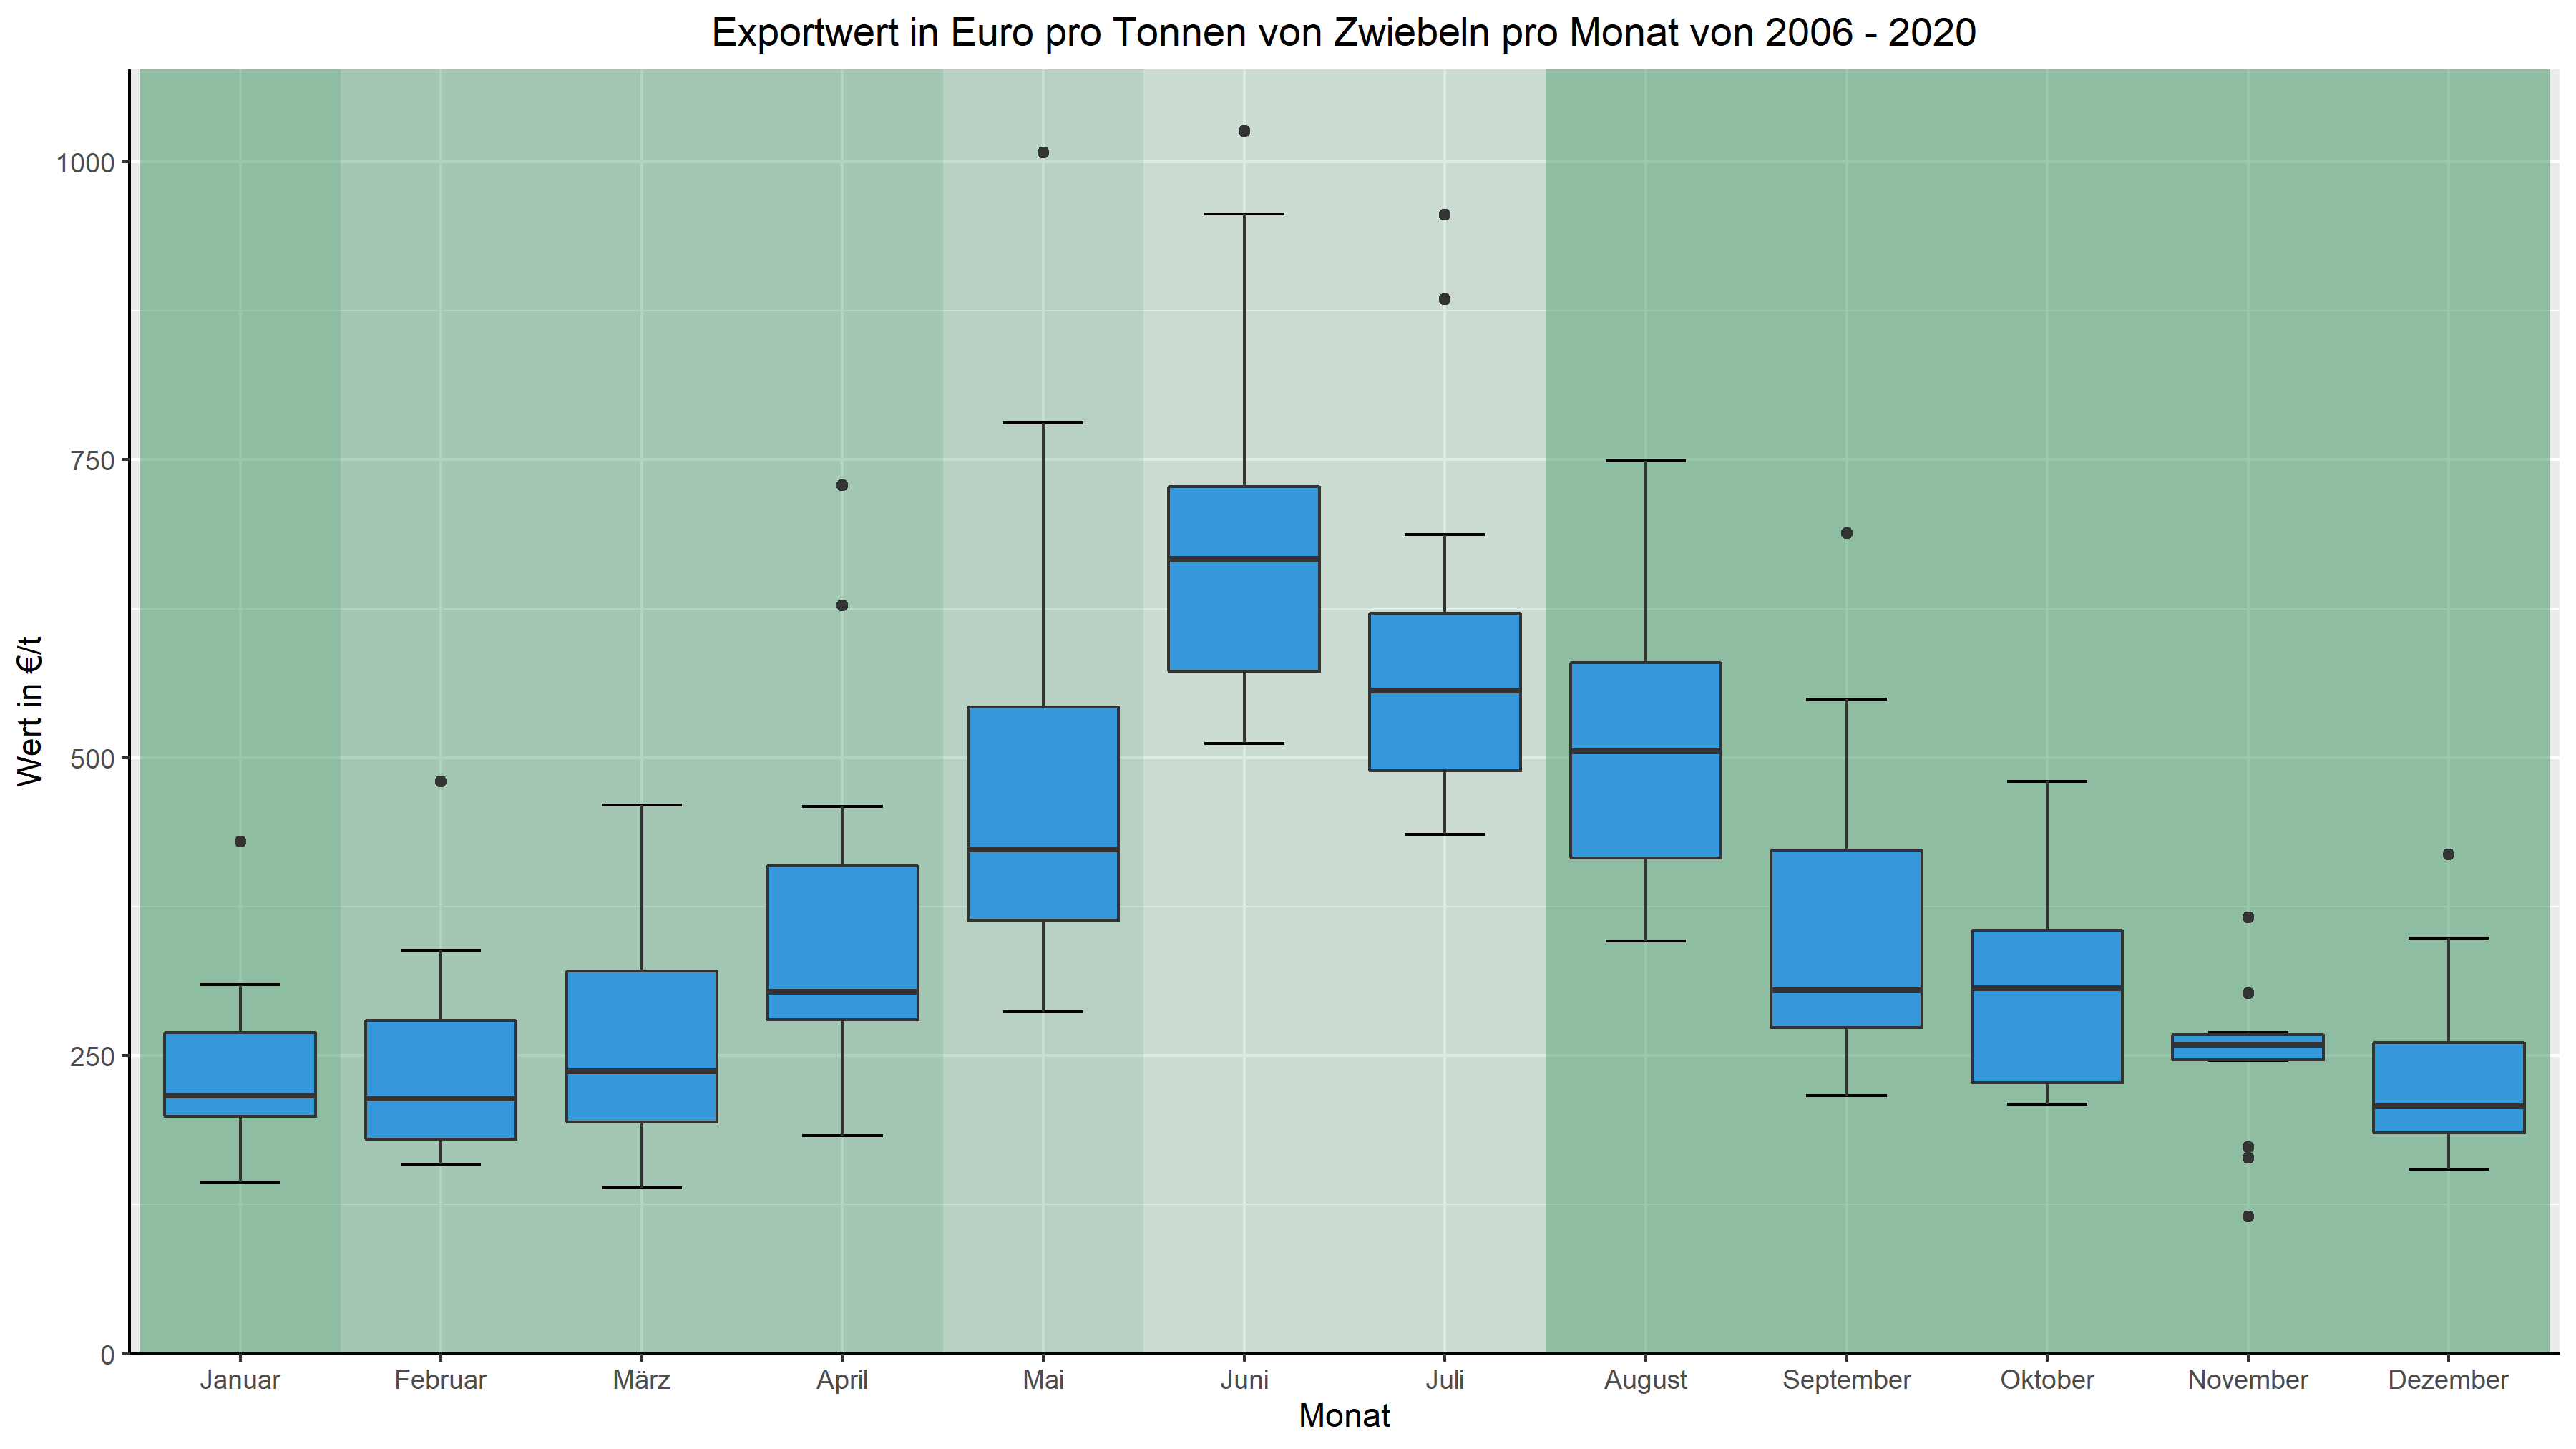 Exportwert in Euro pro Tonnen von Zwiebeln pro Monat von 2006 - 2020
Wert in €/t
1000
750
500
250
0
Januar Februar März April Mai Juni Juli August September Oktober November Dezember
Monat